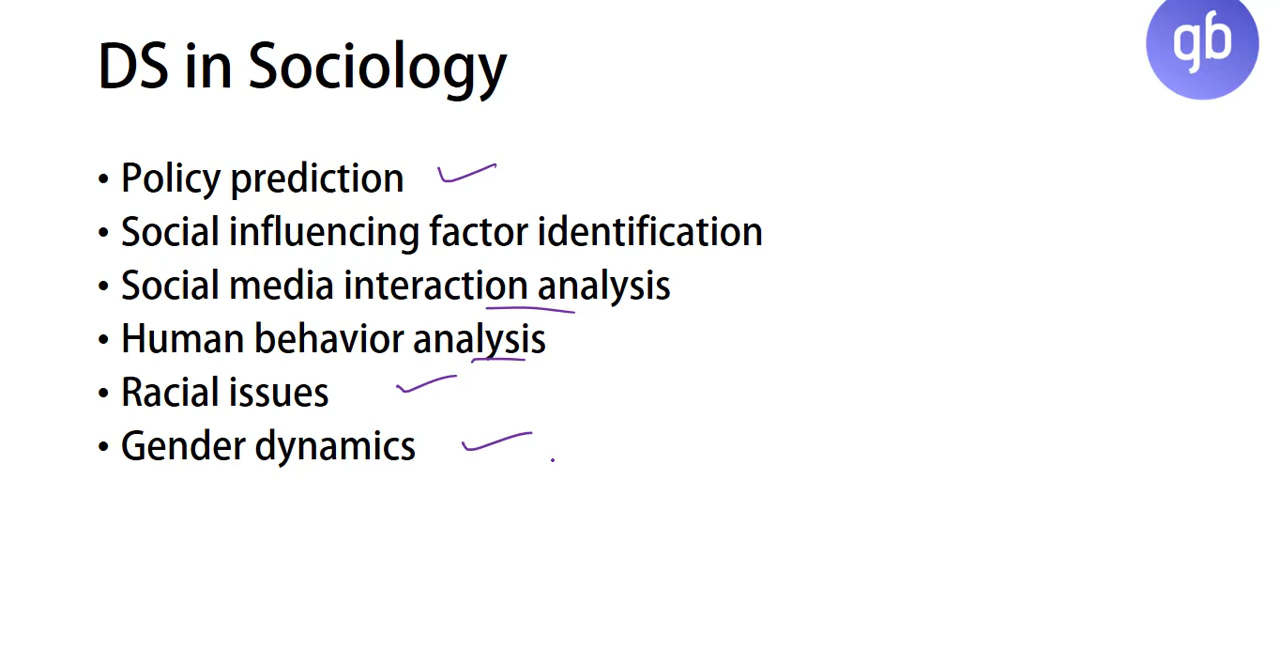 DS in Sociology
gb
• Policy prediction
• Social influencing factor identification
• Social media interaction analysis
• Human behavior analysis
• Racial issues
• Gender dynamics